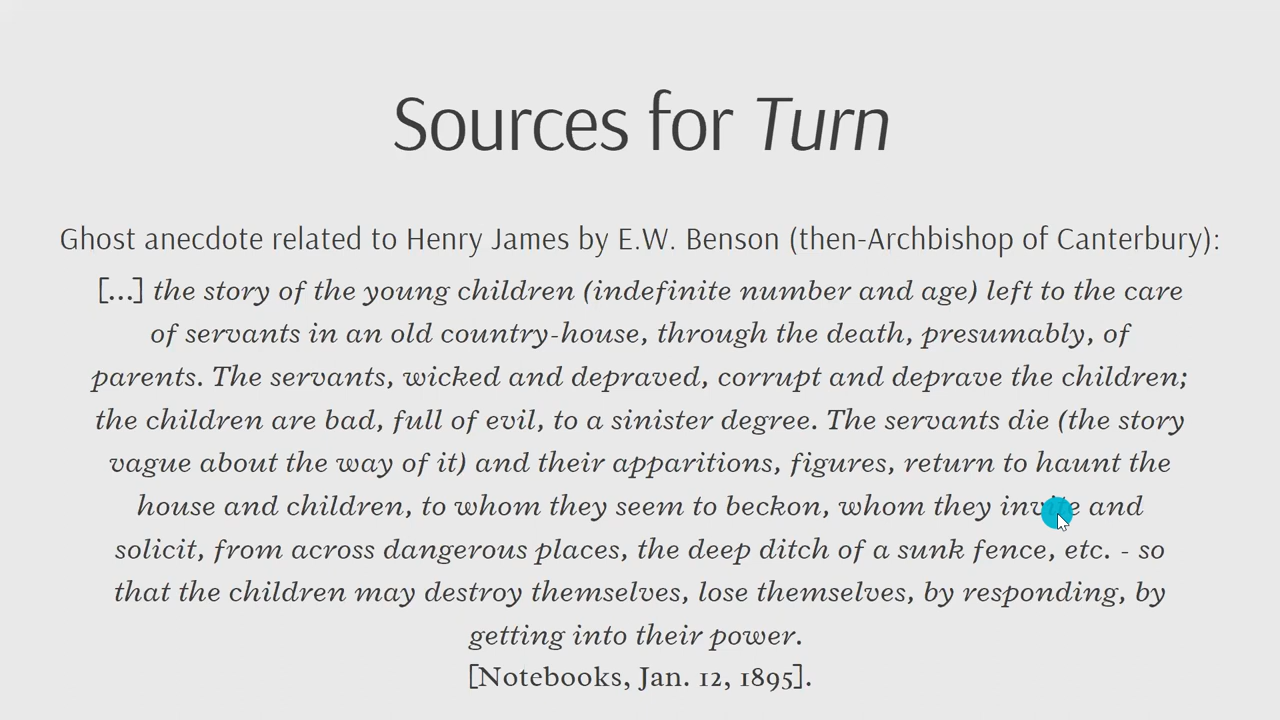 Sources for Turn
Ghost anecdote related to Henry James by E.W. Benson (then-Archbishop of Canterbury):
[...] the story of the young children (indefinite number and age) left to the care
of servants in an old country-house, through the death, presumably, of
parents. The servants, wicked and depraved, corrupt and deprave the children;
the children are bad, full of evil, to a sinister degree. The servants die (the story
vague about the way of it) and their apparitions, figures, return to haunt the
house and children, to whom they seem to beckon, whom they invite and
solicit, from across dangerous places, the deep ditch of a sunk fence, etc. - so
that the children may destroy themselves, lose themselves, by responding, by
getting into their power.
[Notebooks, Jan. 12, 1895].